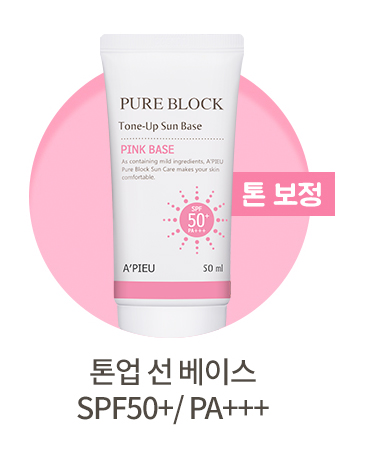 PURE BLOCK
Tone-Up Sun Base
PINK BASE
As containing mild ingredients, A'PIEU
Pure Block Sun Care makes your skin
comfortable.
톤 보정
SPF
50+
PA+++
A'PIEU 50 ml
톤업 선 베이스
SPF50+/ PA+++